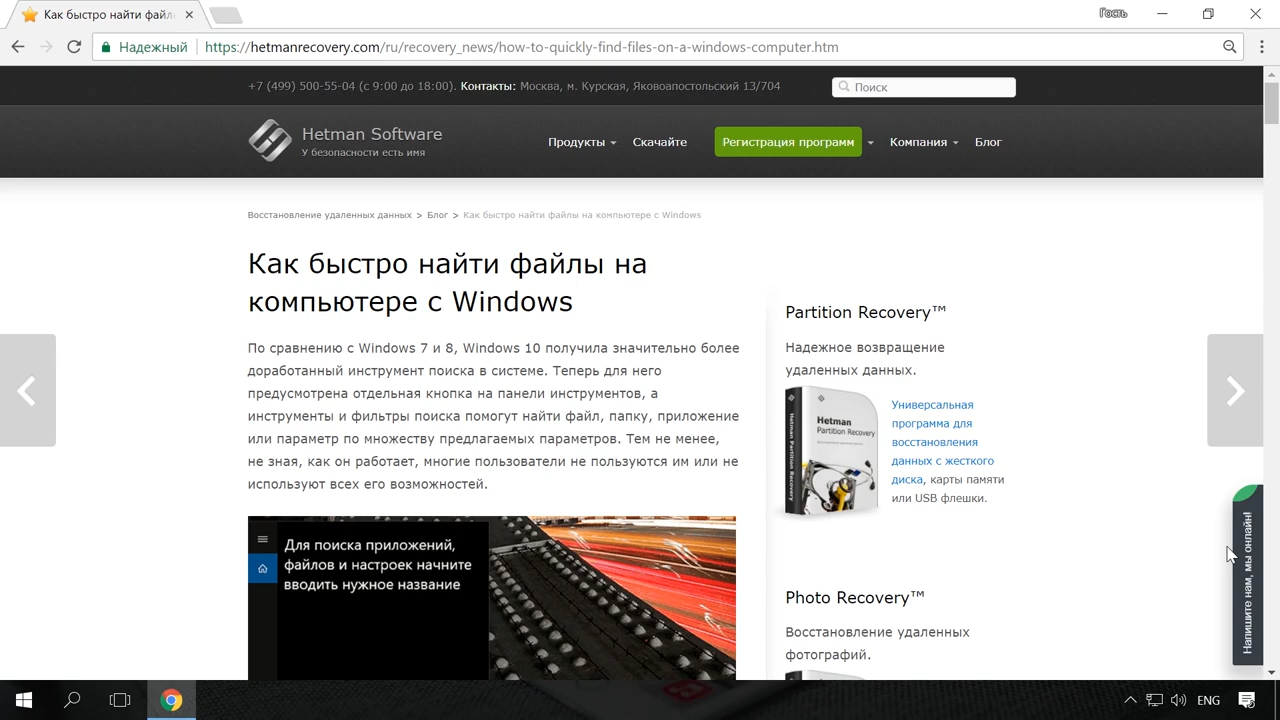 Как быстро найти файл
Гость
Надежный
https://hetmanrecovery.com/ru/recovery_news/how-to-quickly-find-files-on-a-windows-computer.htm
+7 (499) 500-55-04 (с 9:00 до 18:00). Контакты: Москва, м. Курская, Яковоапостольский 13/704
Поиск
Hetman Software
У безопасности есть имя
Продукты
Скачайте
Регистрация программ
Компания
Блог
Восстановление удаленных данных > Блог > Как быстро найти файлы на компьютере с Windows
Как быстро найти файлы на
компьютере с Windows
По сравнению с Windows 7 и 8, Windows 10 получила значительно более
доработанный инструмент поиска в системе. Теперь для него
предусмотрена отдельная кнопка на панели инструментов, а
инструменты и фильтры поиска помогут найти файл, папку, приложение
или параметр по множеству предлагаемых параметров. Тем не менее,
не зная, как он работает, многие пользователи не пользуются им или не
используют всех его возможностей.
Для поиска приложений,
файлов и настроек начните
вводить нужное название
Partition Recovery™
Надежное возвращение
удаленных данных.
Hetman
Partition Recovery
Hetman Partition Recovery
Универсальная
программа для
восстановления
данных с жесткого
диска, карты памяти
или USB флешки.
Photo Recovery™
Восстановление удаленных
фотографий.
Напишите нам, мы онлайн!
ENG